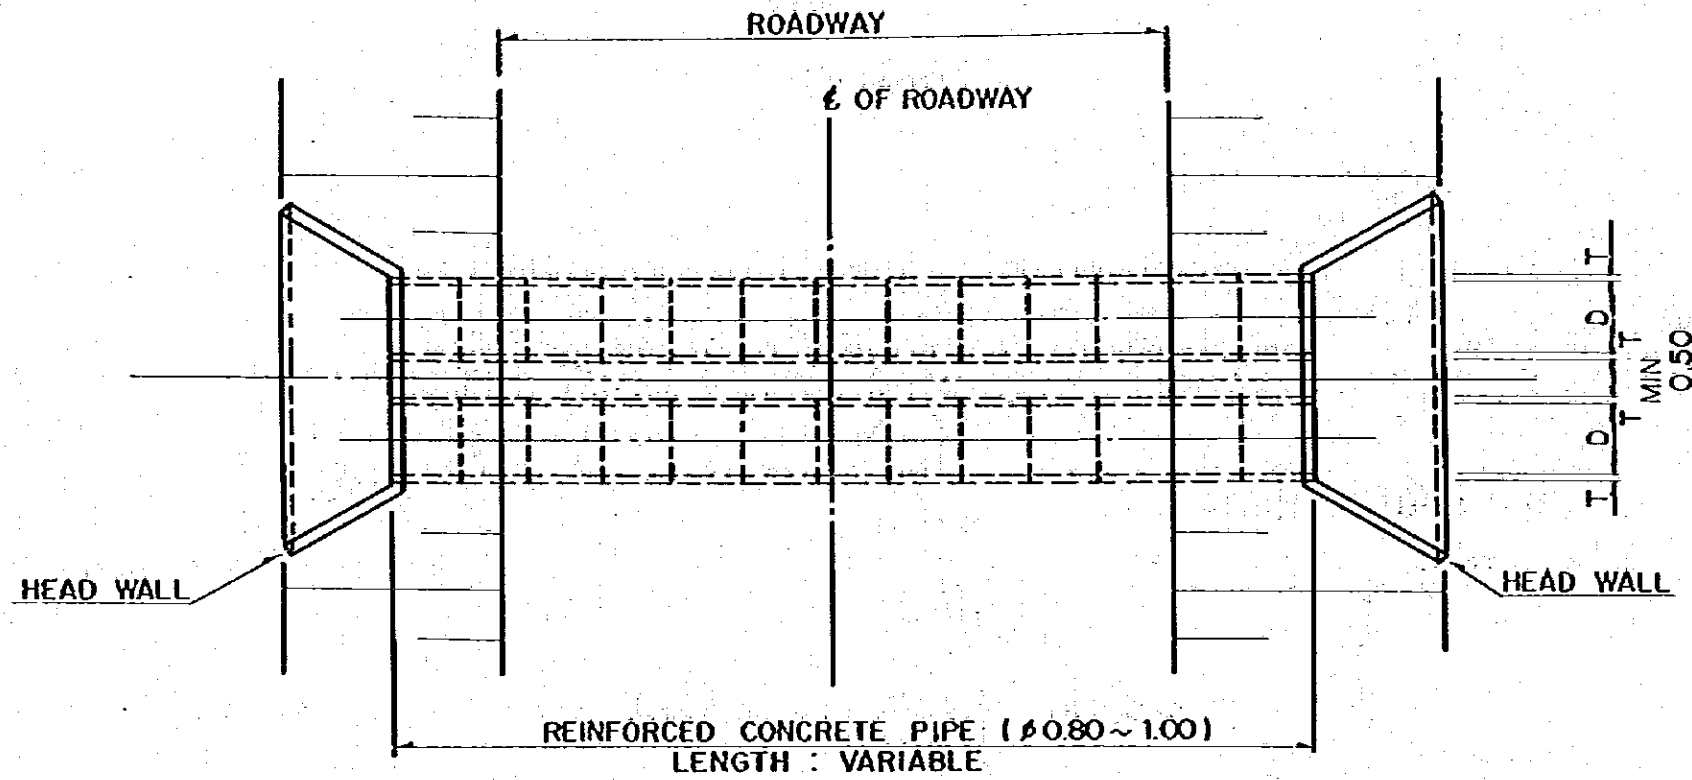 ROADWAY
℄ OF ROADWAY
T
D
T
MIN
0.50
T
D
T
HEAD WALL
HEAD WALL
REINFORCED CONCRETE PIPE (ø0.80~1.00)
LENGTH : VARIABLE